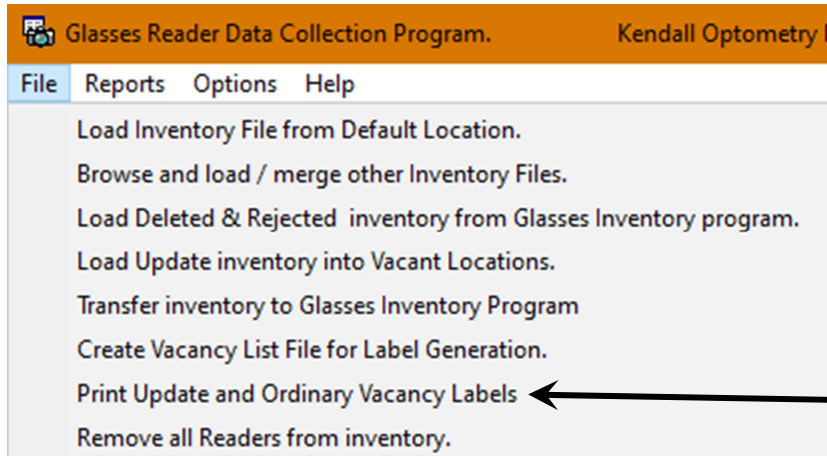 Glasses Reader Data Collection Program. Kendall Optometry
File Reports Options Help
Load Inventory File from Default Location.
Browse and load / merge other Inventory Files.
Load Deleted & Rejected  inventory from Glasses Inventory program.
Load Update inventory into Vacant Locations.
Transfer inventory to Glasses Inventory Program
Create Vacancy List File for Label Generation.
Print Update and Ordinary Vacancy Labels
Remove all Readers from inventory.